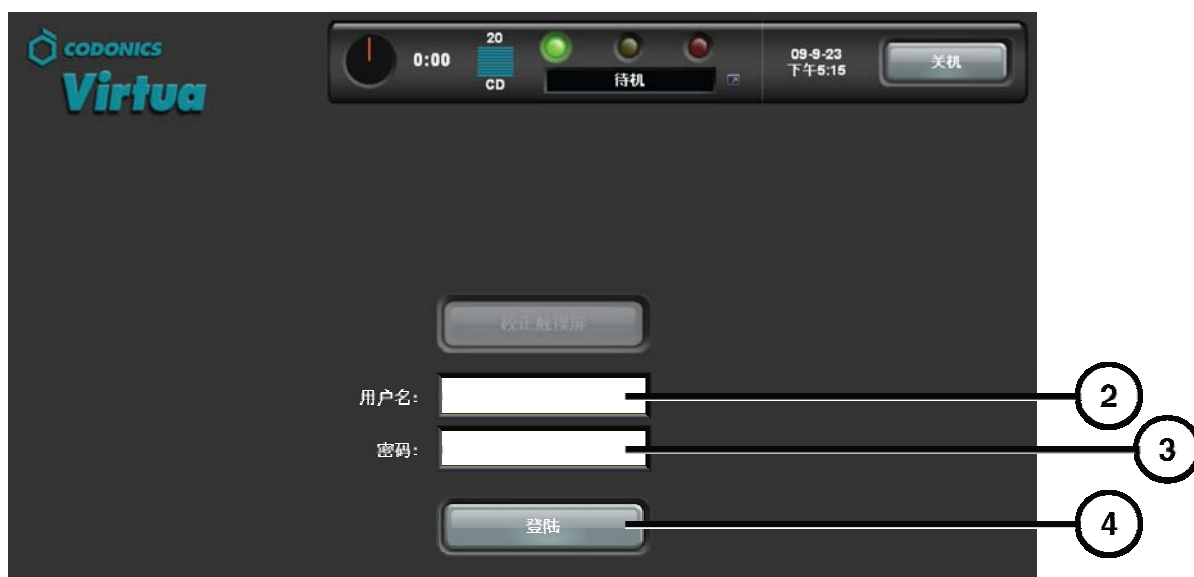 CODONICS
Virtua
0:00
20
CD
待机
09-9-23
下午5:15
关机
校正触摸屏
用户名:
2
密码:
3
登陆
4